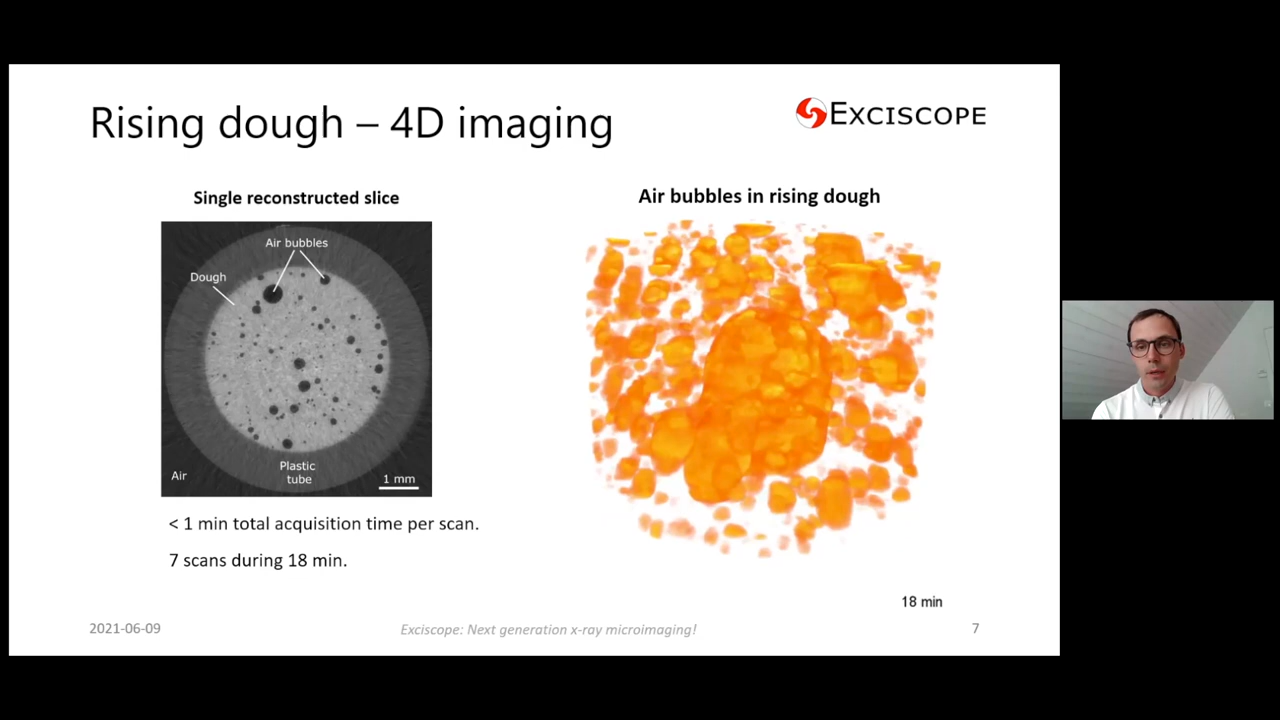 Rising dough – 4D imaging
EXCISCOPE
Single reconstructed slice
Air bubbles
Dough
Plastic
tube
Air
1 mm
< 1 min total acquisition time per scan.
7 scans during 18 min.
Air bubbles in rising dough
18 min
2021-06-09
Exciscope: Next generation x-ray microimaging!
7